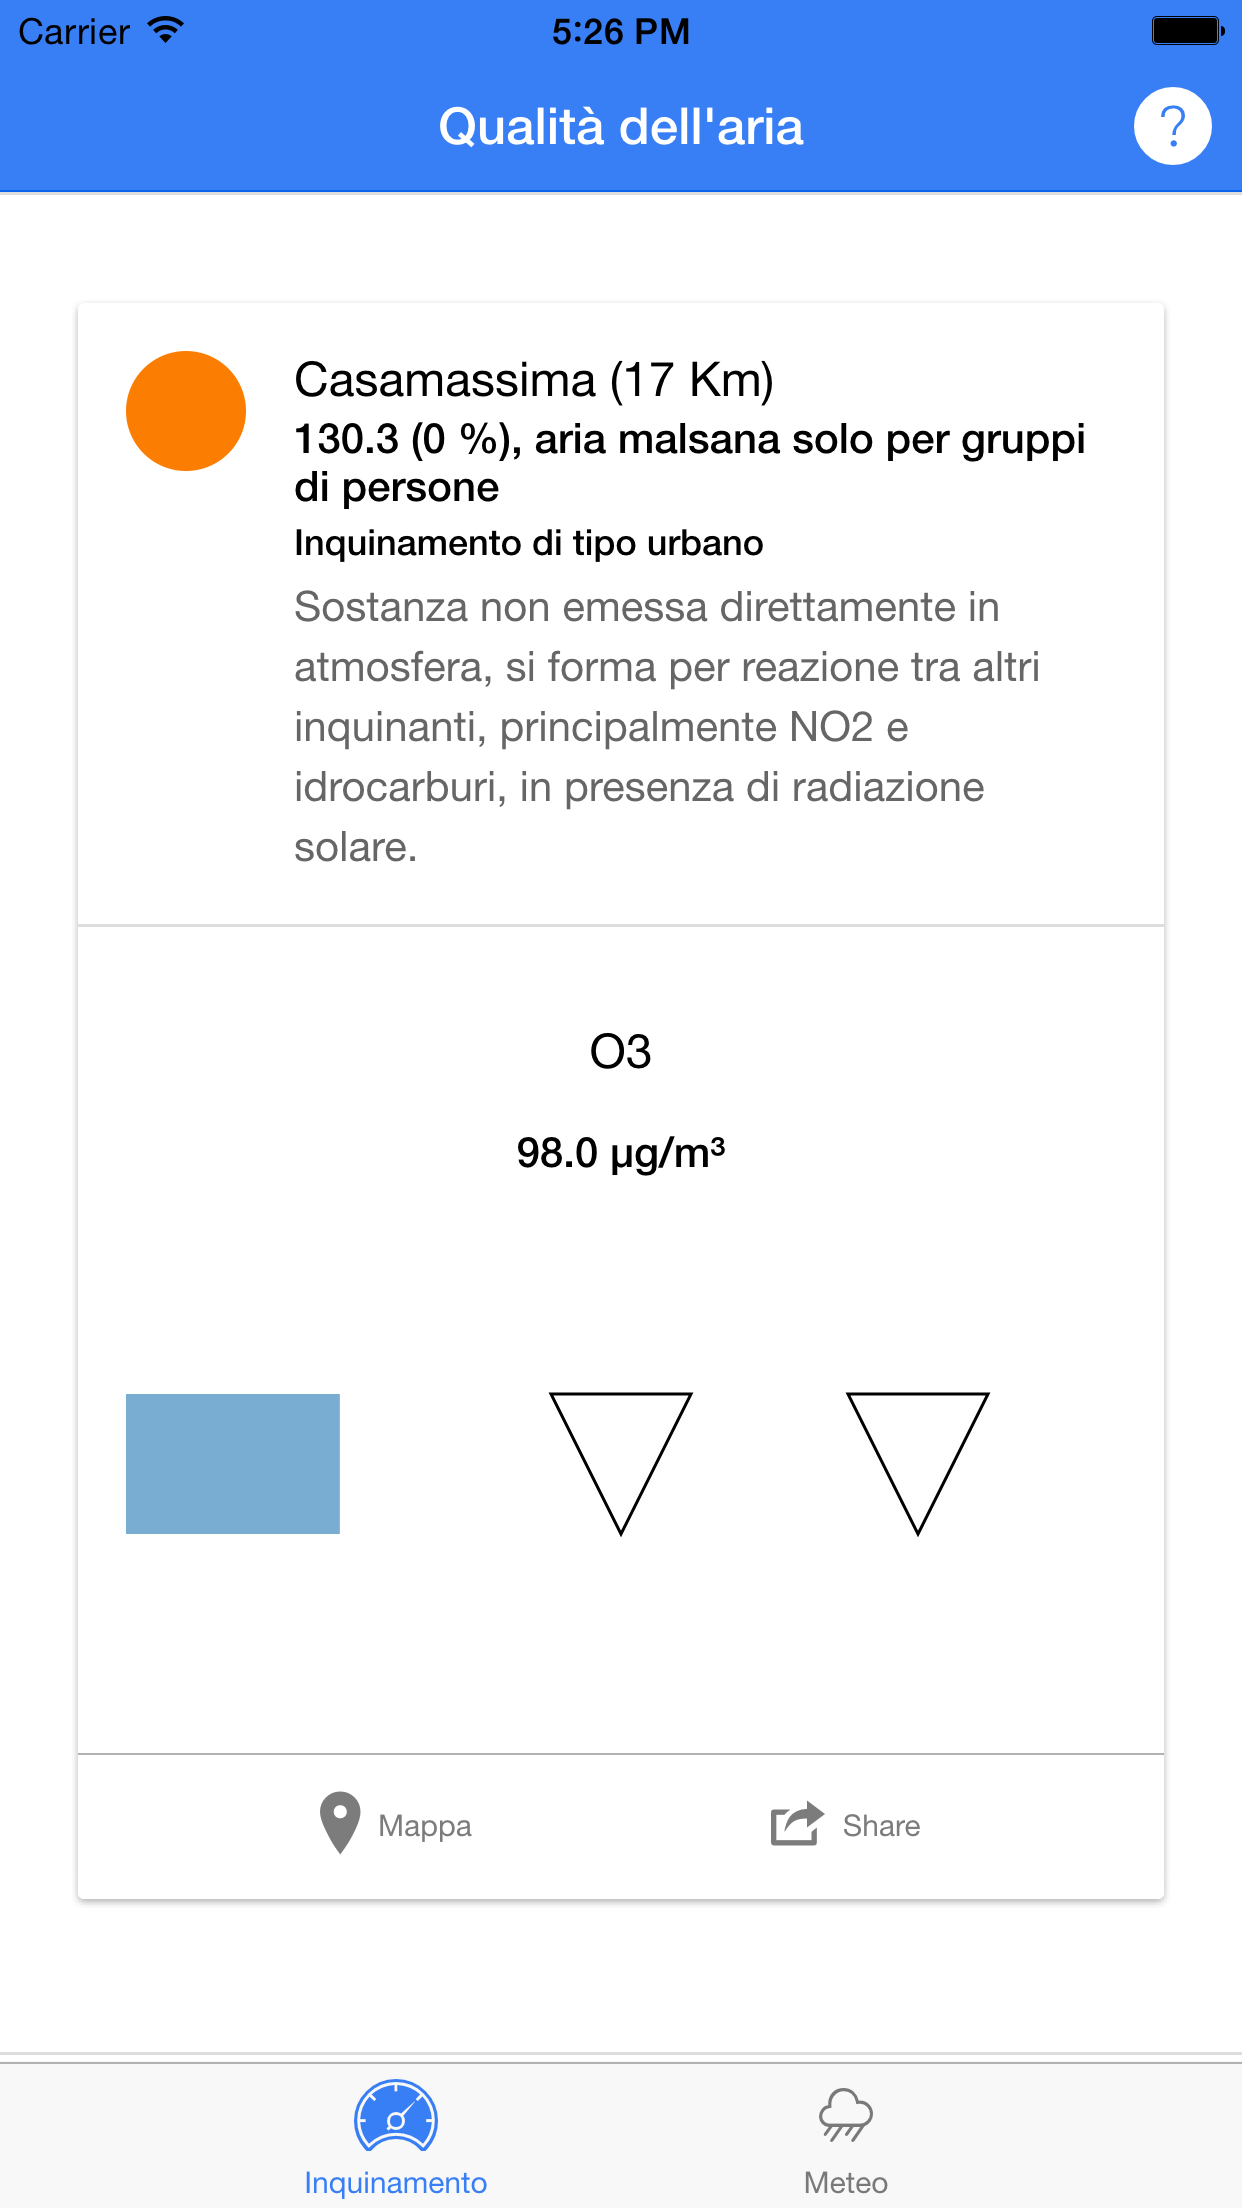 Carrier
5:26 PM
Qualità dell'aria
?
Casamassima (17 Km)
130.3 (0 %), aria malsana solo per gruppi
di persone
Inquinamento di tipo urbano
Sostanza non emessa direttamente in
atmosfera, si forma per reazione tra altri
inquinanti, principalmente NO2 e
idrocarburi, in presenza di radiazione
solare.
O3
98.0 µg/m³
Mappa
Share
Inquinamento
Meteo